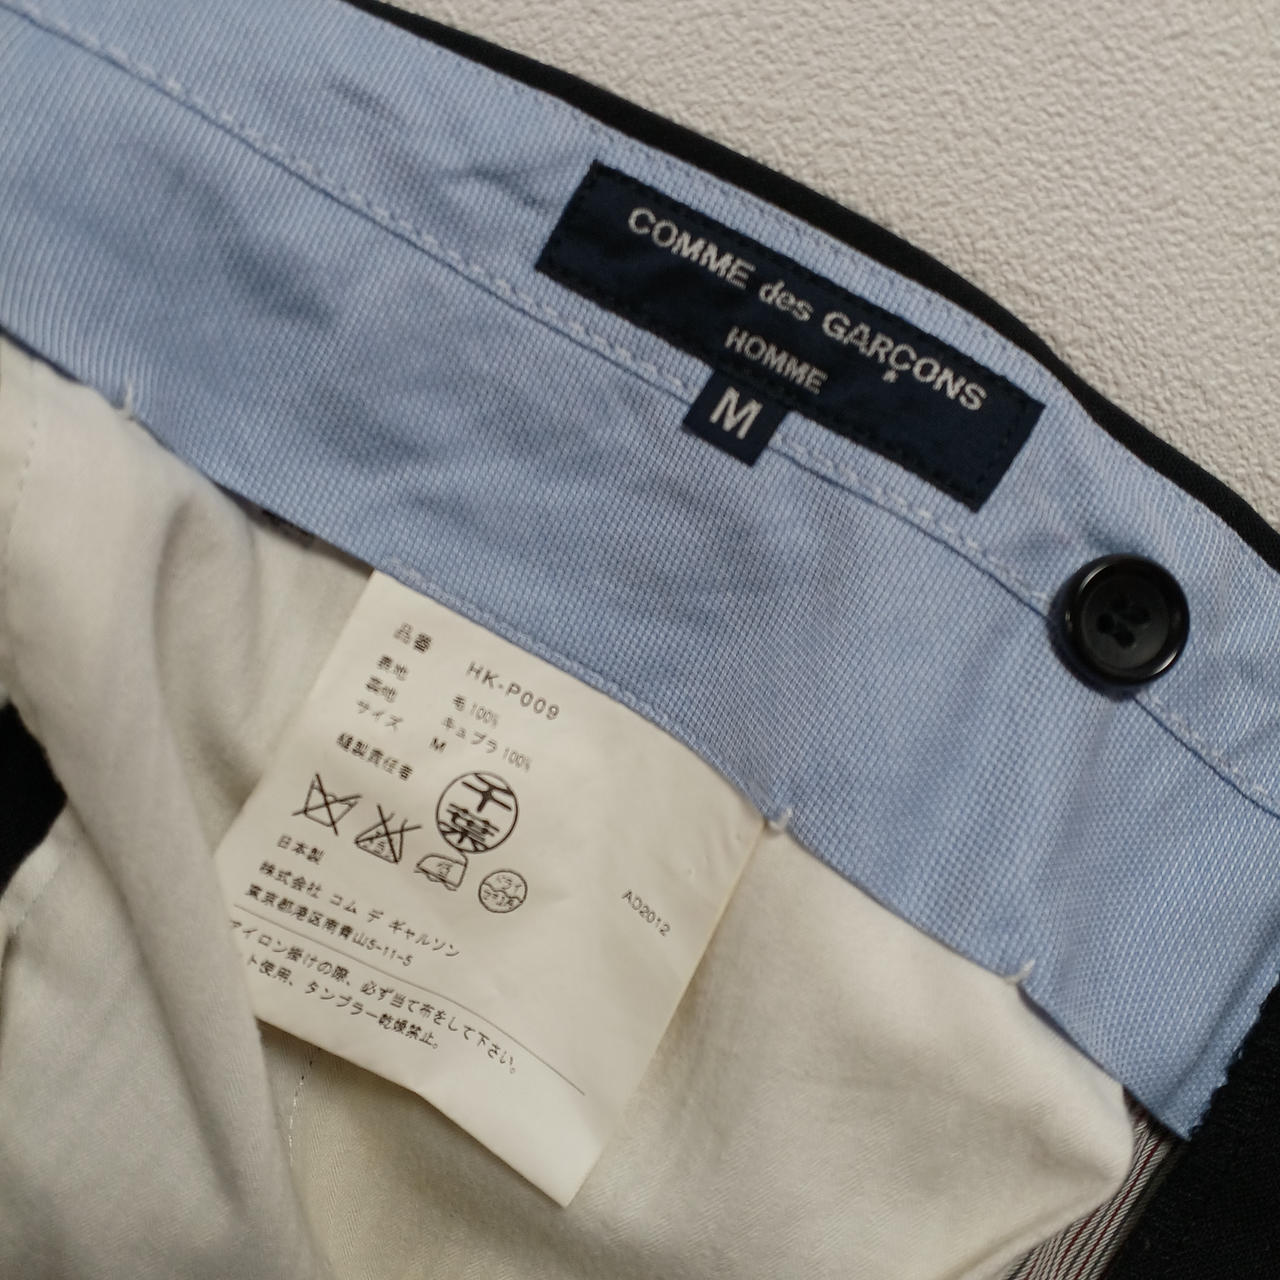 COMME des GARÇONS
HOMME
M
品番 HK-P009
表地 毛 100%
裏地 キュプラ 100%
サイズ M
縫製責任者 千葉
日本製
株式会社 コム デ ギャルソン
東京都港区南青山5-11-5
AD2012
アイロン掛けの際、必ず当て布をして下さい。
ト使用、タンブラー乾燥禁止。